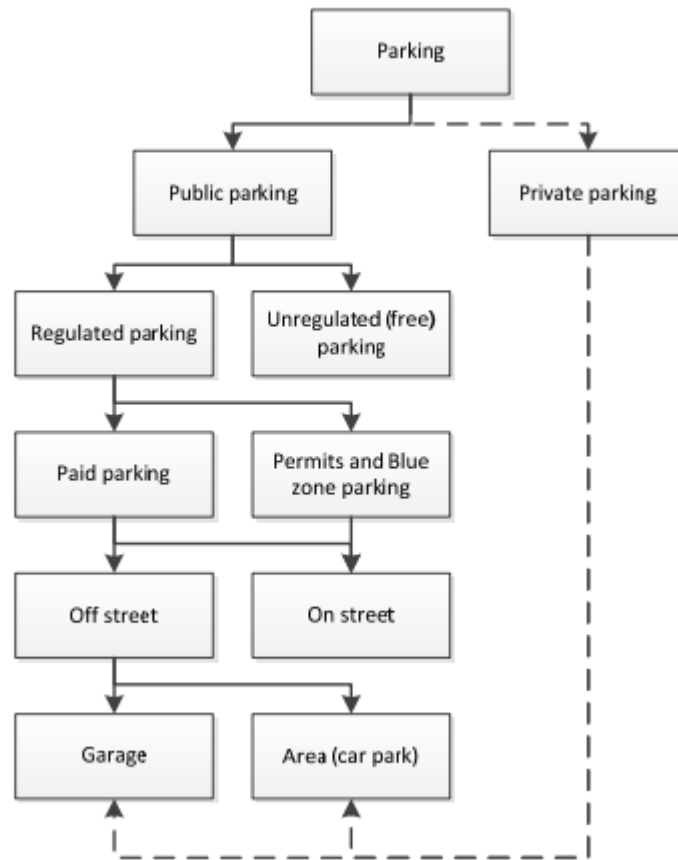 Parking
Public parking
Private parking
Regulated parking
Unregulated (free)
parking
Paid parking
Permits and Blue
zone parking
Off street
On street
Garage
Area (car park)